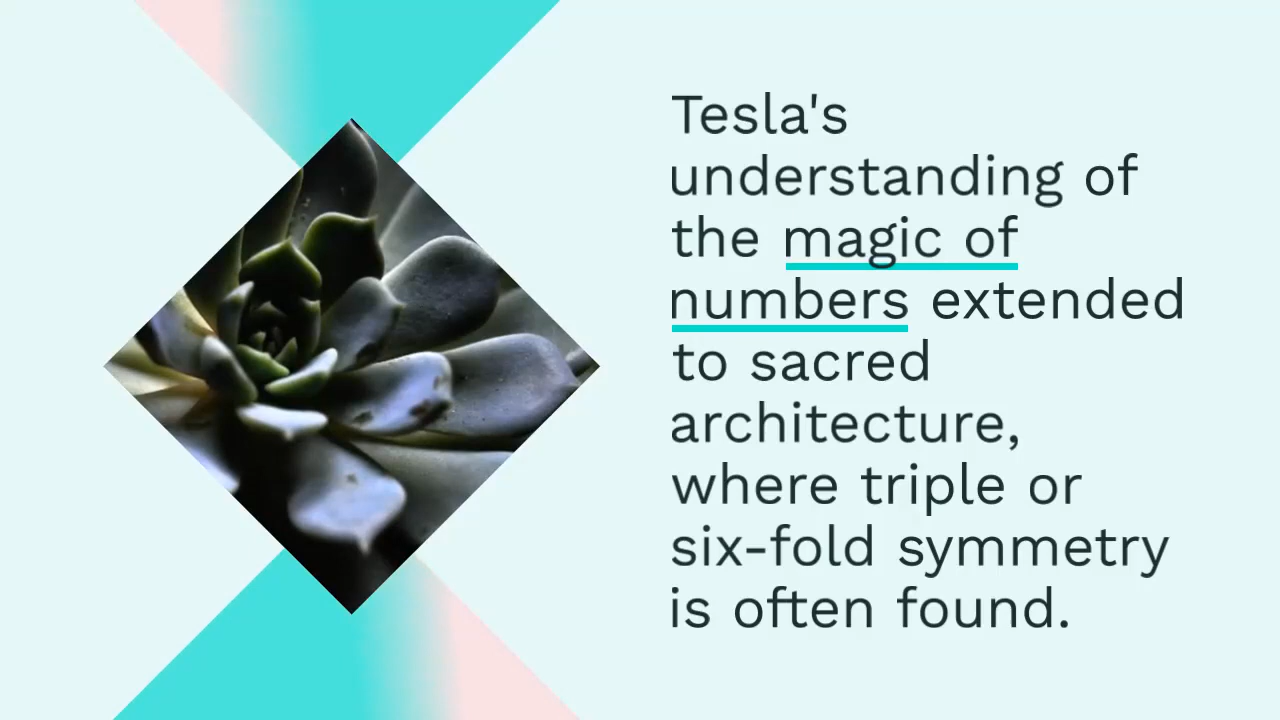 Tesla's
understanding of
the magic of
numbers extended
to sacred
architecture,
where triple or
six-fold symmetry
is often found.